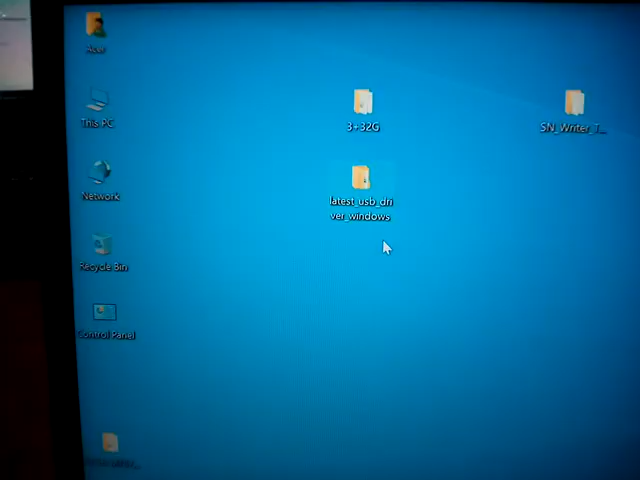 Acer
This PC
3+32G
SN_Writer_T...
Network
latest_usb_dri
ver_windows
Recycle Bin
Control Panel